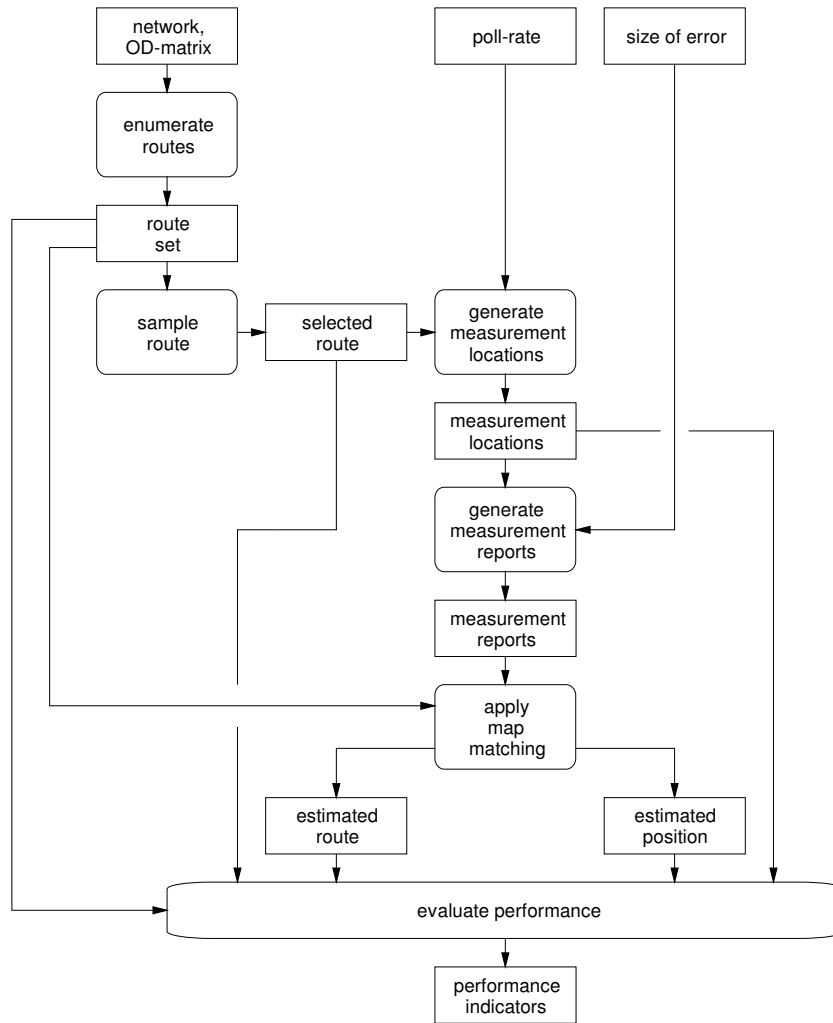 network,
OD-matrix
poll-rate
size of error
enumerate
routes
route
set
sample
route
selected
route
generate
measurement
locations
measurement
locations
generate
measurement
reports
measurement
reports
apply
map
matching
estimated
route
estimated
position
evaluate performance
performance
indicators